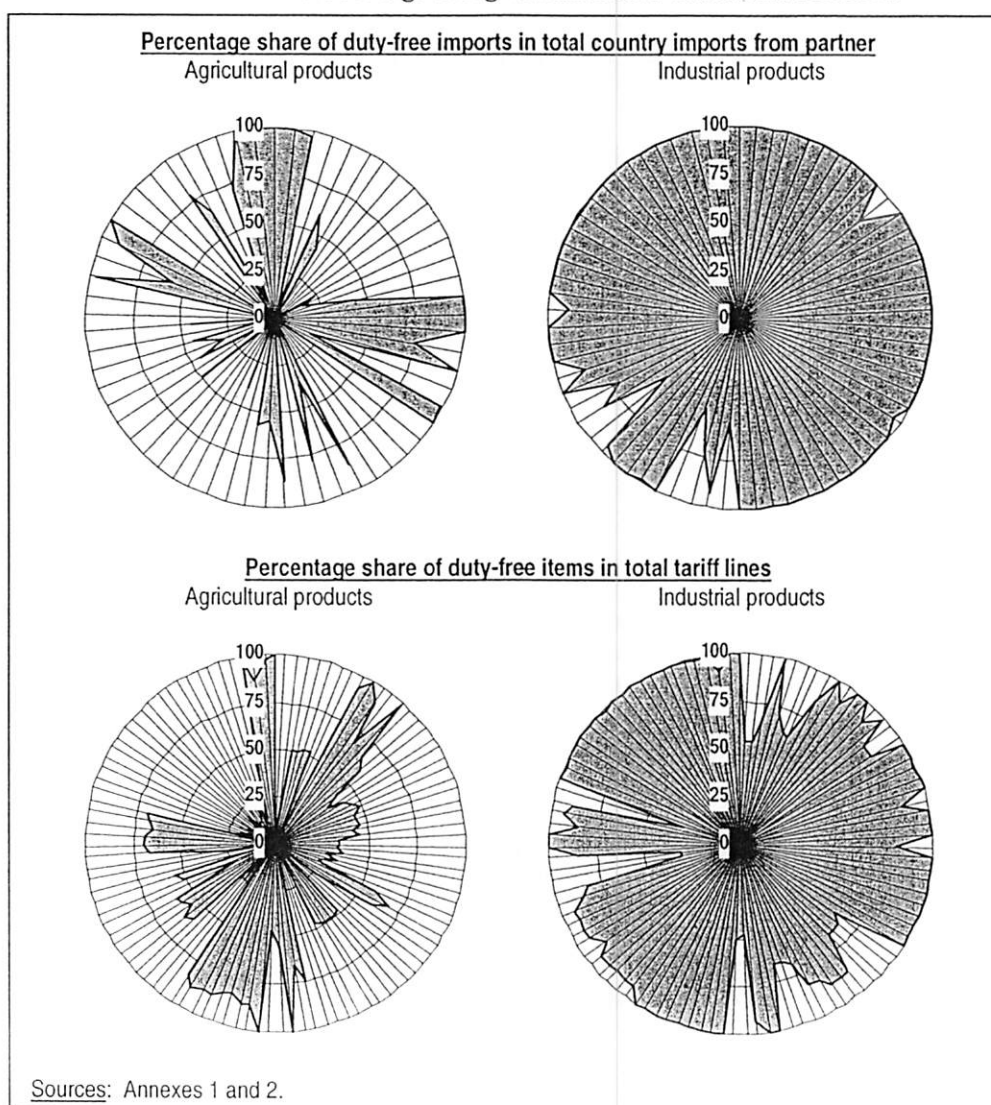 Percentage share of duty-free imports in total country imports from partner
Agricultural products
Industrial products
100
75
50
25
0
100
75
50
25
0
Percentage share of duty-free items in total tariff lines
Agricultural products
Industrial products
100
75
50
25
0
100
75
50
25
0
Sources: Annexes 1 and 2.